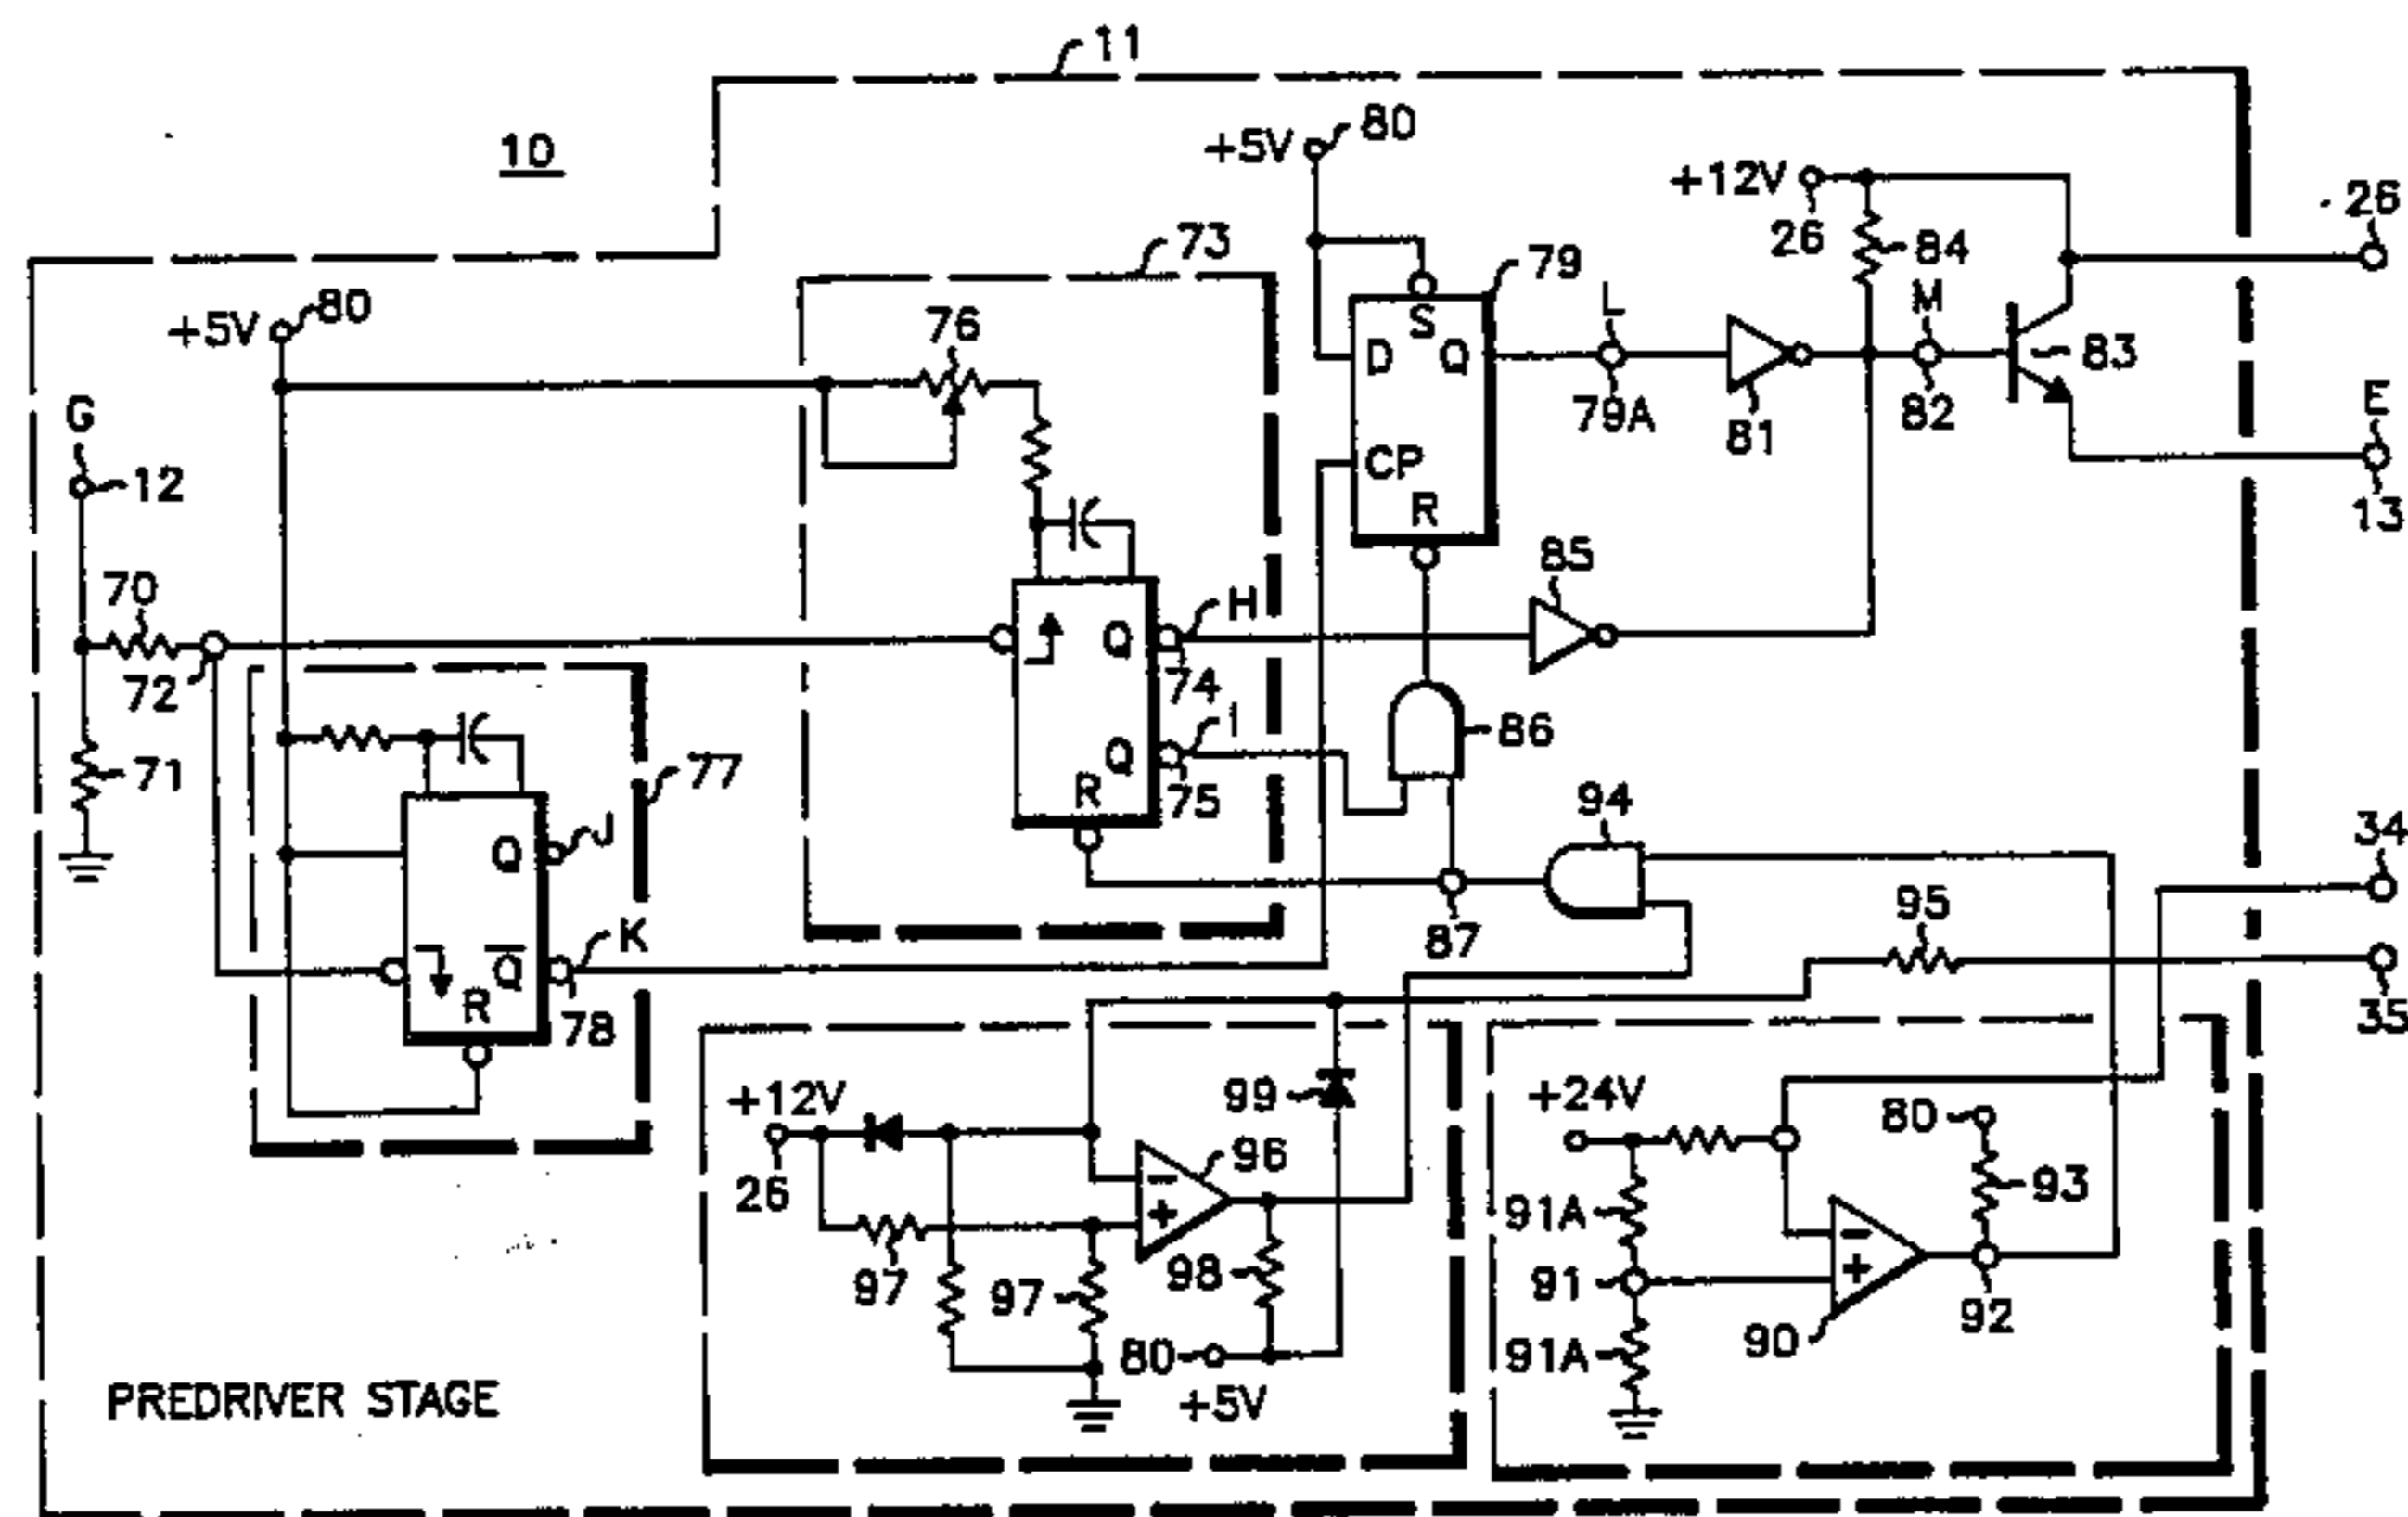 11
10
+5V 80
+12V
26
26
84
73
79
S
D Q
L
M
83
79A
81
82
E
13
CP
R
+5V 80
76
G
12
70
72
71
85
H
Q
74
I
Q
75
R
86
77
J
Q
K
Q̅
R
78
94
87
95
34
35
+12V
26
99
96
-
+
97
97
98
80
+5V
+24V
80
93
91A
91
91A
-
+
90
92
PREDRIVER STAGE